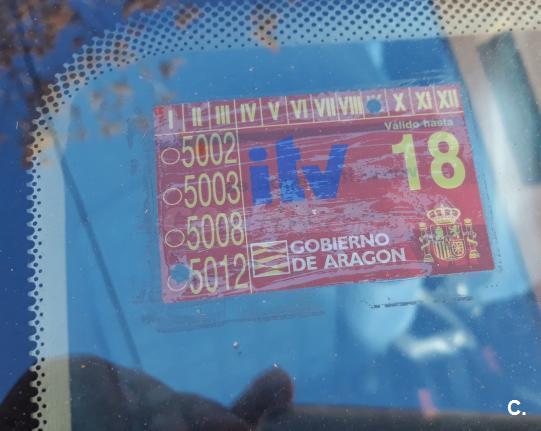 I II III IV V VI VII VIII X XI XII
Válido hasta
5002
itv
18
5003
5008
GOBIERNO
DE ARAGON
5012
C.